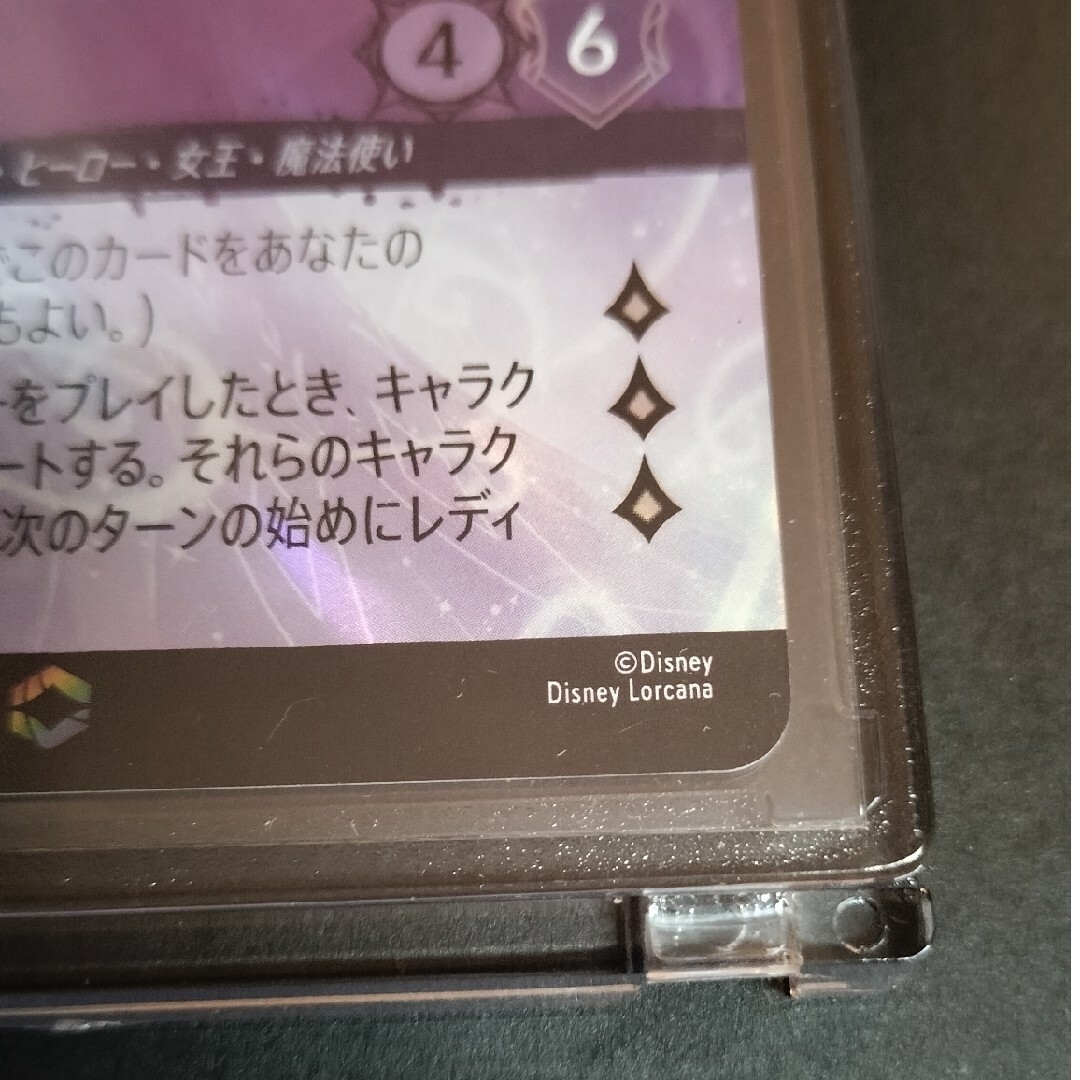 4 6
・ヒーロー・女王・魔法使い
でこのカードをあなたの
もよい。)
ーをプレイしたとき、キャラク
ートする。それらのキャラク
次のターンの始めにレディ
©Disney
Disney Lorcana